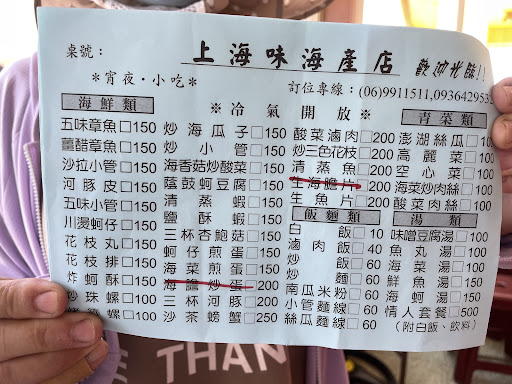 桌號：
上海味海產店
歡迎光臨!!
＊宵夜・小吃＊
訂位專線：(06)9911511,093642953
※冷氣開放※
海鮮類
五味章魚□150
薑醋章魚□150
沙拉小管□150
河豚皮□150
五味小管□150
川燙蚵仔□150
花枝丸□150
花枝排□150
炸蚵酥□150
炒珠螺□100
□100
炒海瓜子□150
炒小管□150
海香菇炒酸菜□150
蔭鼓蚵豆腐□150
清蒸蝦□150
鹽酥蝦□150
三杯杏鮑菇□150
蚵仔煎蛋□150
海菜煎蛋□150
海膽炒蛋□200
三杯河豚□200
沙茶螃蟹□250
酸菜滷肉□200
炒三色花枝□200
清蒸魚□200
生海膽片□200
生魚片□200
飯麵類
白飯□10
滷肉飯□40
炒飯□60
炒麵□60
南瓜米粉□60
小管麵線□60
絲瓜麵線□60
青菜類
澎湖絲瓜□100
高麗菜□100
空心菜□100
海菜炒肉絲□100
酸菜肉絲□100
湯類
味噌豆腐湯□100
魚丸湯□100
海菜湯□100
鮮魚湯□150
蚵仔湯□150
情人套餐□500
(附白飯、飲料)
THAN